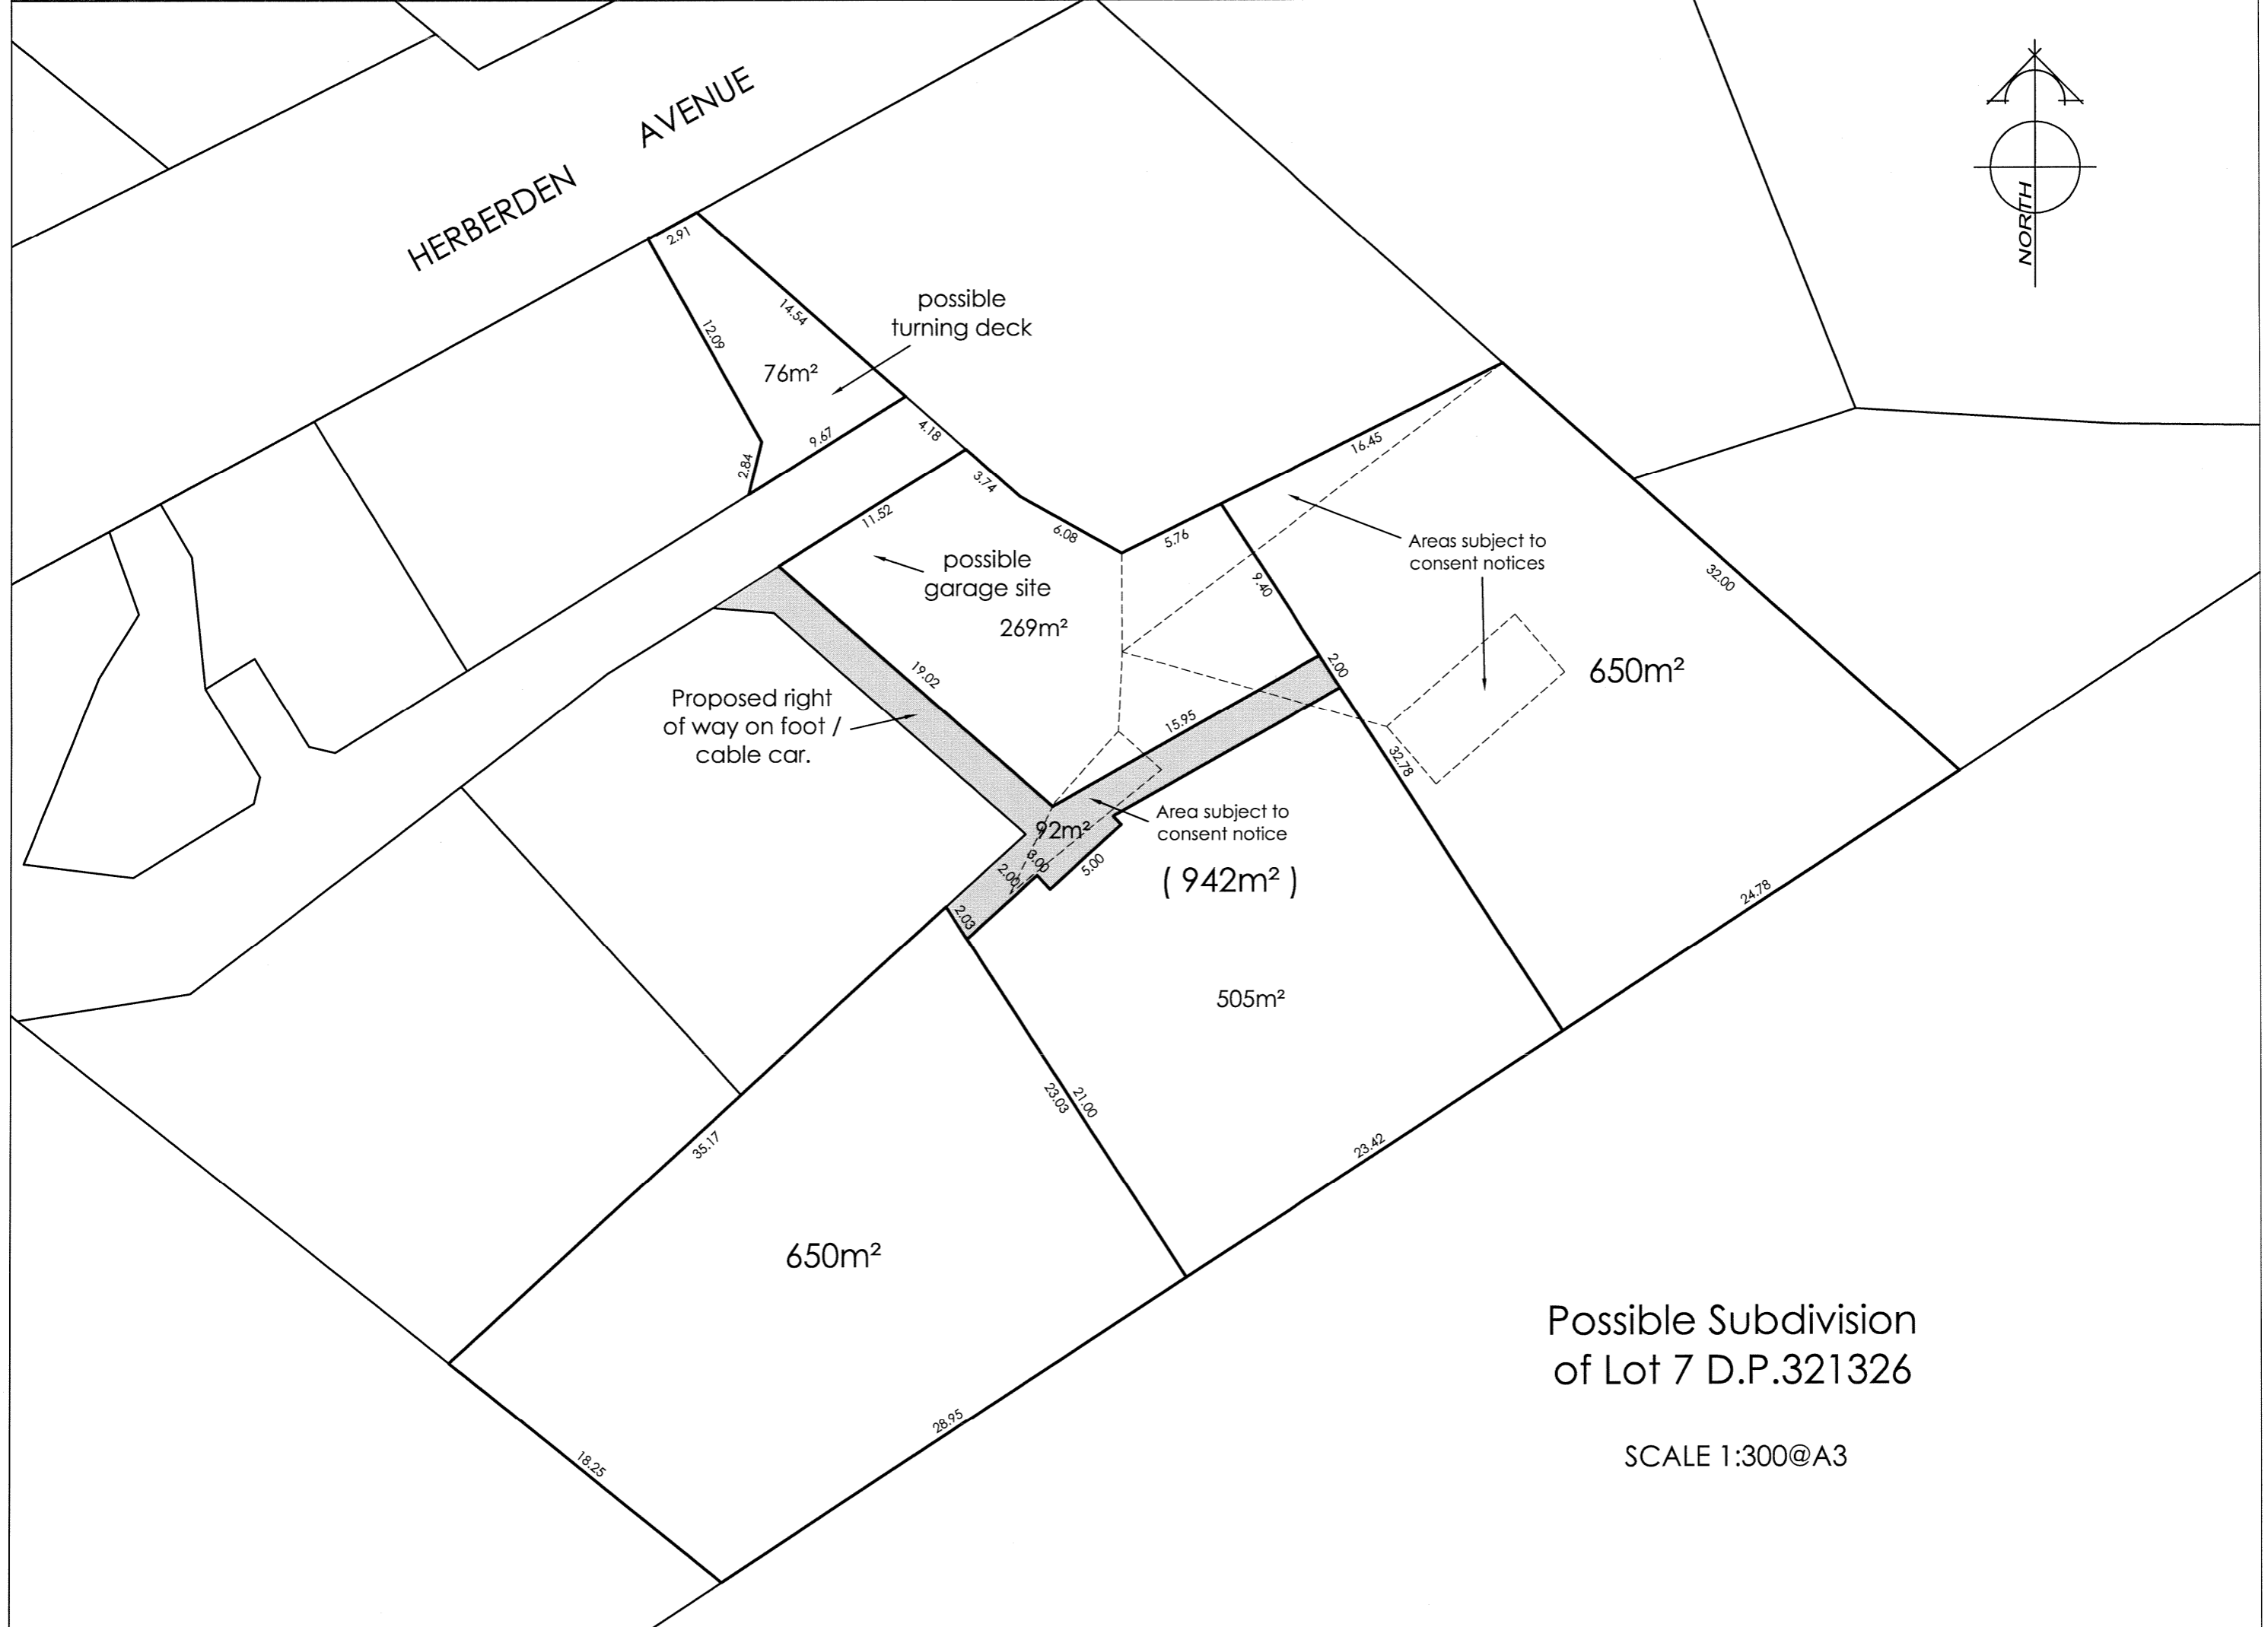 HERBERDEN AVENUE
NORTH
2.91
14.54
12.09
possible
turning deck
76m²
9.67
2.84
4.18
3.74
11.52
6.08
5.76
16.45
possible
garage site
269m²
Areas subject to
consent notices
9.40
32.00
2.00
650m²
19.02
Proposed right
of way on foot /
cable car.
15.95
32.78
Area subject to
consent notice
92m²
3.00
2.00
5.00
( 942m² )
2.03
24.78
505m²
23.03
21.00
35.17
23.42
650m²
28.95
18.25
Possible Subdivision
of Lot 7 D.P.321326
SCALE 1:300@A3